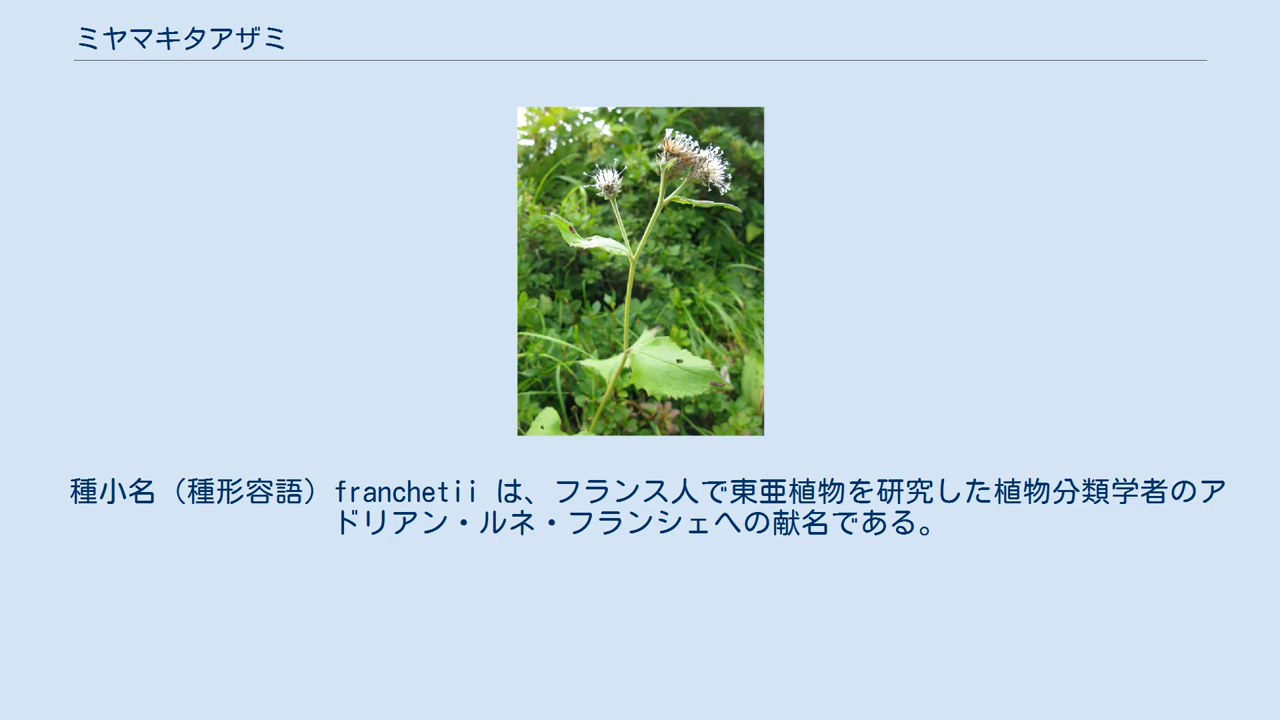 ミヤマキタアザミ
種小名（種形容語）franchetii は、フランス人で東亜植物を研究した植物分類学者のア
ドリアン・ルネ・フランシェへの献名である。